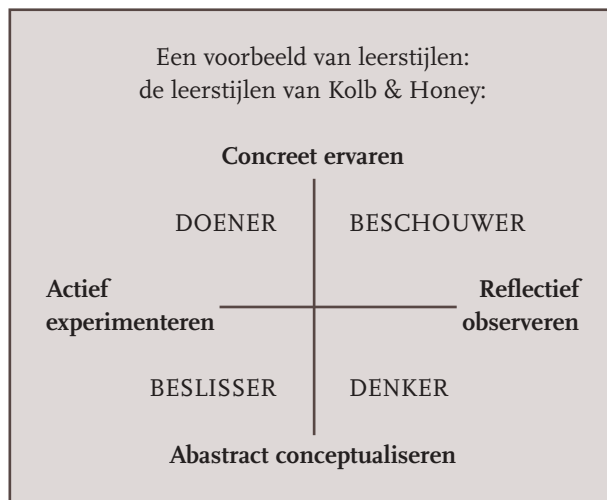 Een voorbeeld van leerstijlen:
de leerstijlen van Kolb & Honey:
Concreet ervaren
DOENER BESCHOUWER
Actief Reflectief
experimenteren observeren
BESLISSER DENKER
Abastract conceptualiseren